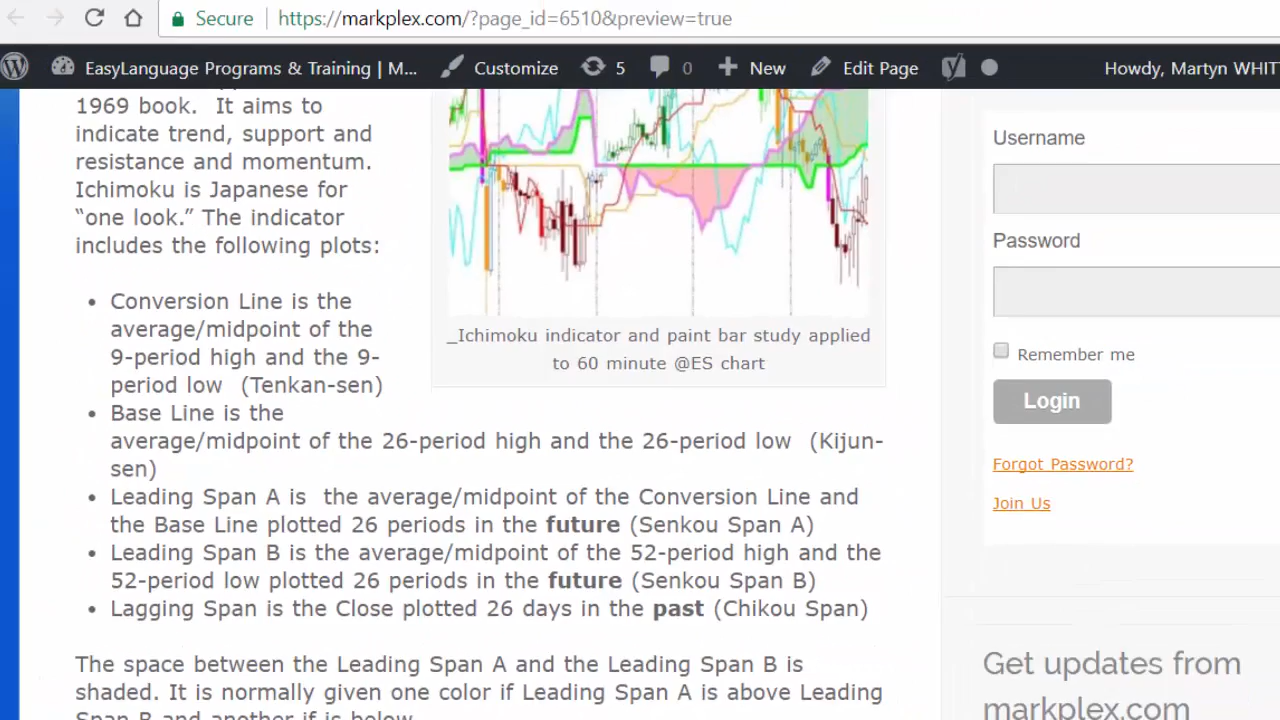 Secure https://markplex.com/?page_id=6510&preview=true
EasyLanguage Programs & Training | M... Customize 5 0 New Edit Page Howdy, Martyn WHIT
1969 book. It aims to
indicate trend, support and
resistance and momentum.
Ichimoku is Japanese for
“one look.” The indicator
includes the following plots:
• Conversion Line is the
average/midpoint of the
9-period high and the 9-
period low (Tenkan-sen)
• Base Line is the
average/midpoint of the 26-period high and the 26-period low (Kijun-
sen)
• Leading Span A is the average/midpoint of the Conversion Line and
the Base Line plotted 26 periods in the future (Senkou Span A)
• Leading Span B is the average/midpoint of the 52-period high and the
52-period low plotted 26 periods in the future (Senkou Span B)
• Lagging Span is the Close plotted 26 days in the past (Chikou Span)
The space between the Leading Span A and the Leading Span B is
shaded. It is normally given one color if Leading Span A is above Leading
Span B and another if is below.
_Ichimoku indicator and paint bar study applied
to 60 minute @ES chart
Username
Password
Remember me
Login
Forgot Password?
Join Us
Get updates from
markplex.com